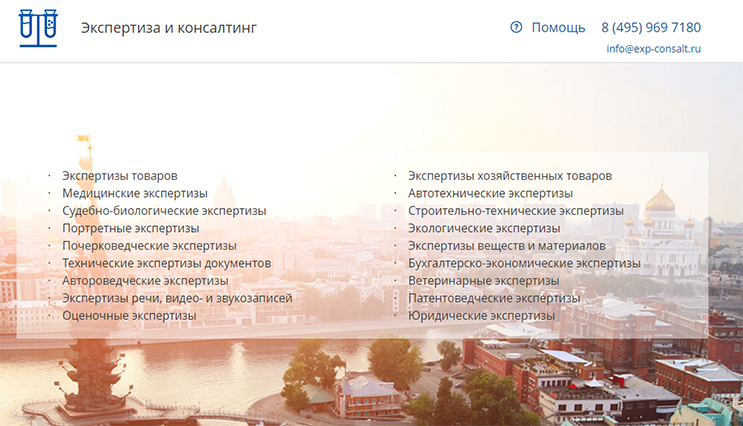 Экспертиза и консалтинг
Помощь 8 (495) 969 7180
info@exp-consalt.ru
· Экспертизы товаров
· Медицинские экспертизы
· Судебно-биологические экспертизы
· Портретные экспертизы
· Почерковедческие экспертизы
· Технические экспертизы документов
· Автороведческие экспертизы
· Экспертизы речи, видео- и звукозаписей
· Оценочные экспертизы
· Экспертизы хозяйственных товаров
· Автотехнические экспертизы
· Строительно-технические экспертизы
· Экологические экспертизы
· Экспертизы веществ и материалов
· Бухгалтерско-экономические экспертизы
· Ветеринарные экспертизы
· Патентоведческие экспертизы
· Юридические экспертизы